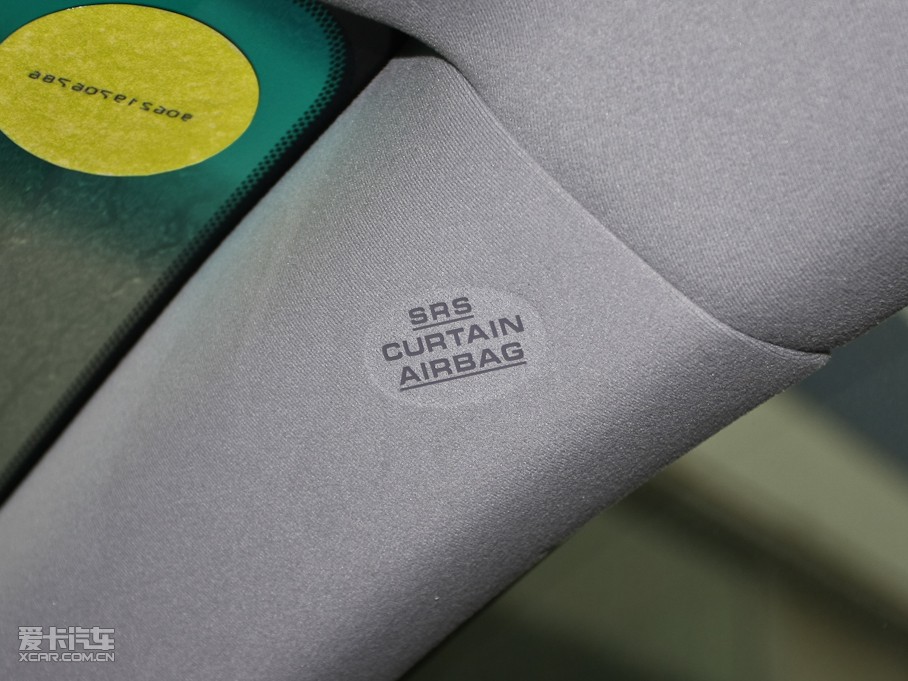 SRS
CURTAIN
AIRBAG
爱卡汽车
XCAR.COM.CN